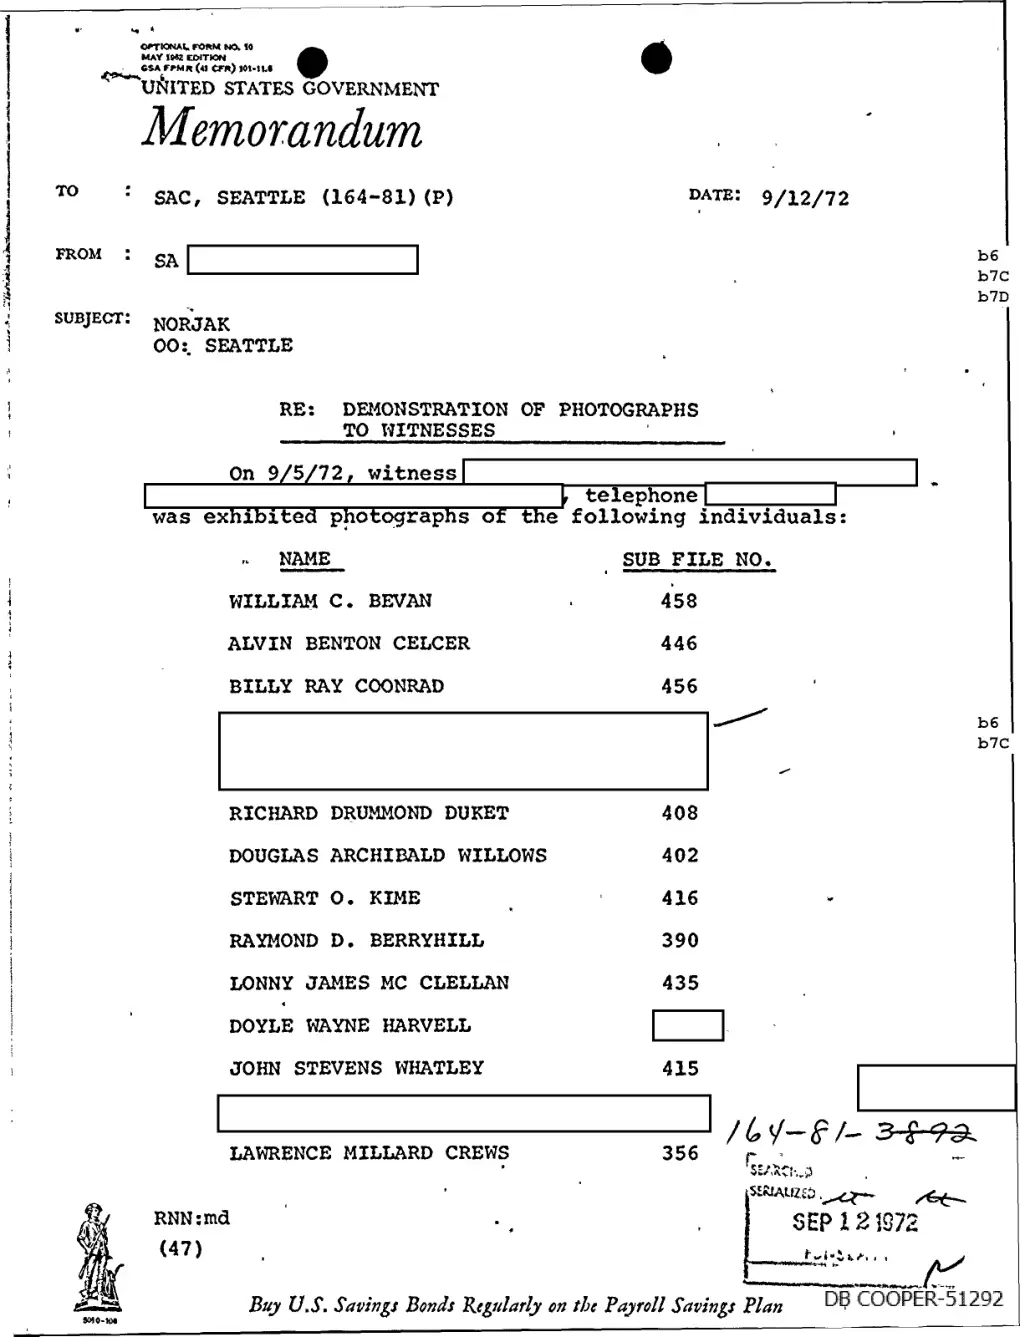 OPTIONAL FORM NO. 10
MAY 1962 EDITION
GSA FPMR (41 CFR) 101-11.6
UNITED STATES GOVERNMENT
Memorandum
TO : SAC, SEATTLE (164-81)(P) DATE: 9/12/72
FROM : SA
b6
b7C
b7D
SUBJECT: NORJAK
OO: SEATTLE
RE: DEMONSTRATION OF PHOTOGRAPHS
TO WITNESSES
On 9/5/72, witness
, telephone
was exhibited photographs of the following individuals:
NAME SUB FILE NO.
WILLIAM C. BEVAN 458
ALVIN BENTON CELCER 446
BILLY RAY COONRAD 456
b6
b7C
RICHARD DRUMMOND DUKET 408
DOUGLAS ARCHIBALD WILLOWS 402
STEWART O. KIME 416
RAYMOND D. BERRYHILL 390
LONNY JAMES MC CLELLAN 435
DOYLE WAYNE HARVELL
JOHN STEVENS WHATLEY 415
164-81-3892
LAWRENCE MILLARD CREWS 356
SEARCHED
SERIALIZED
RNN:md
SEP 12 1972
(47)
Buy U.S. Savings Bonds Regularly on the Payroll Savings Plan
5010-108
DB COOPER-51292